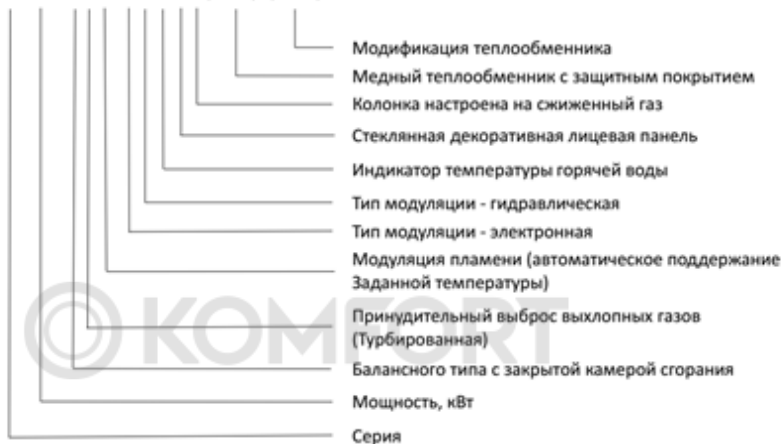 Модификация теплообменника
Медный теплообменник с защитным покрытием
Колонка настроена на сжиженный газ
Стеклянная декоративная лицевая панель
Индикатор температуры горячей воды
Тип модуляции - гидравлическая
Тип модуляции - электронная
Модуляция пламени (автоматическое поддержание
Заданной температуры)
Принудительный выброс выхлопных газов
(Турбированная)
Балансного типа с закрытой камерой сгорания
Мощность, кВт
Серия
KOMFORT